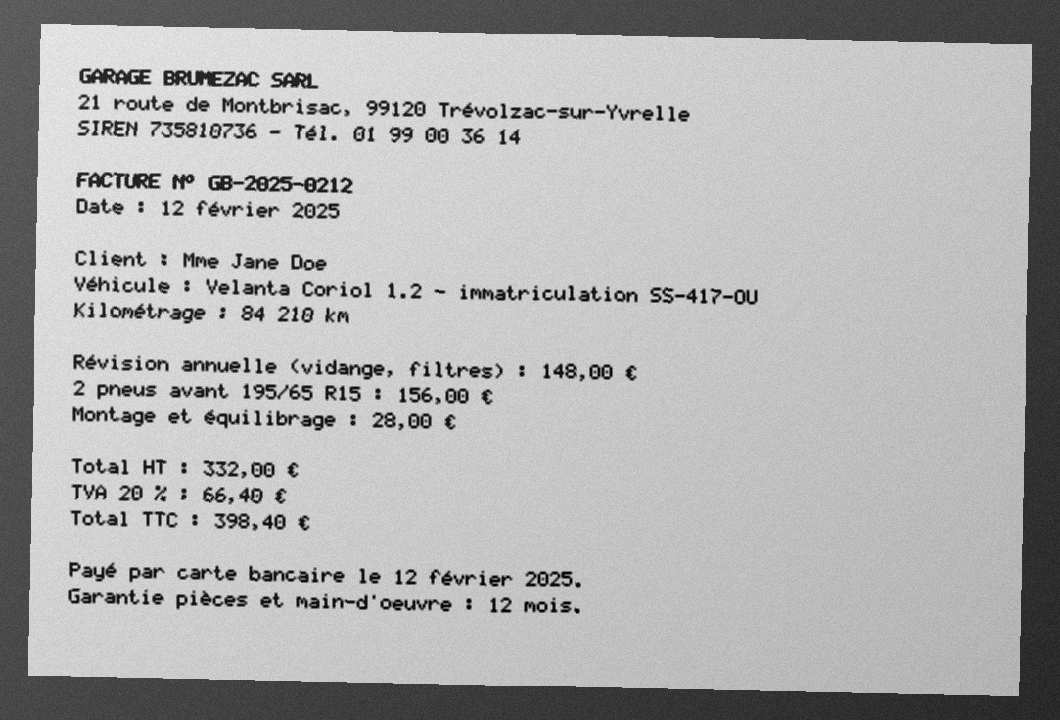 GARAGE BRUMEZAC SARL
21 route de Montbrisac, 99120 Trévolzac-sur-Yvrelle
SIREN 735810736 - Tél. 01 99 00 36 14
FACTURE Nº GB-2025-0212
Date : 12 février 2025
Client : Mme Jane Doe
Véhicule : Velanta Coriol 1.2 - immatriculation SS-417-OU
Kilométrage : 84 210 km
Révision annuelle (vidange, filtres) : 148,00 €
2 pneus avant 195/65 R15 : 156,00 €
Montage et équilibrage : 28,00 €
Total HT : 332,00 €
TVA 20 % : 66,40 €
Total TTC : 398,40 €
Payé par carte bancaire le 12 février 2025.
Garantie pièces et main-d'oeuvre : 12 mois.